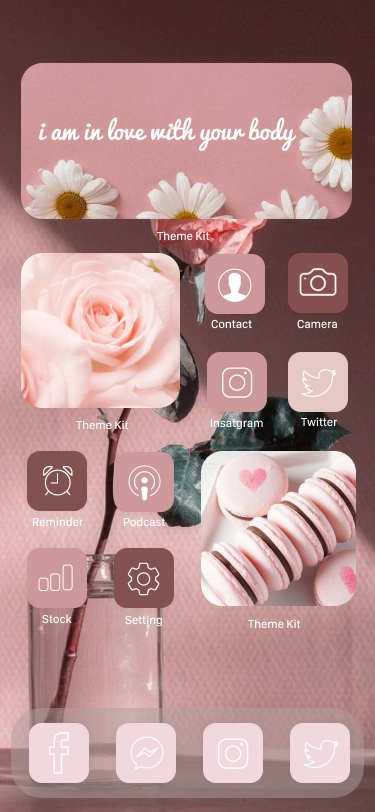 i am in love with your body
Theme Kit
Contact
Camera
Theme Kit
Insatgram
Twitter
Reminder
Podcast
Stock
Setting
Theme Kit